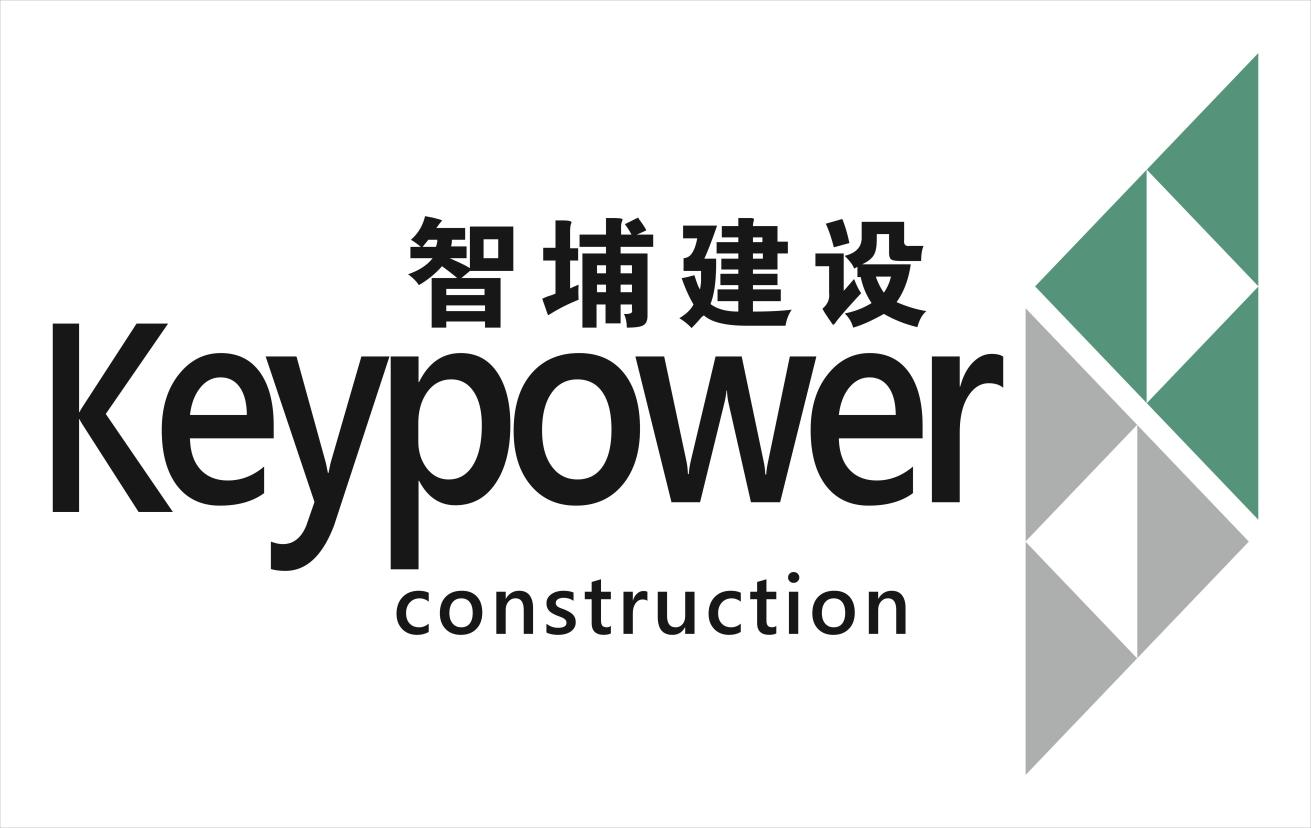 智埔建设
Keypower
construction